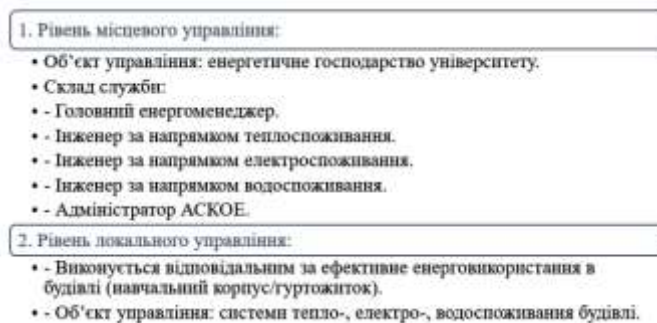 1. Рівень місцевого управління:
• Об’єкт управління: енергетичне господарство університету.
• Склад служби:
• - Головний енергоменеджер.
• - Інженер за напрямком теплоспоживання.
• - Інженер за напрямком електроспоживання.
• - Інженер за напрямком водоспоживання.
• - Адміністратор АСКОЕ.
2. Рівень локального управління:
• - Виконується відповідальним за ефективне енерговикористання в
будівлі (навчальний корпус/гуртожиток).
• - Об’єкт управління: системи тепло-, електро-, водоспоживання будівлі.